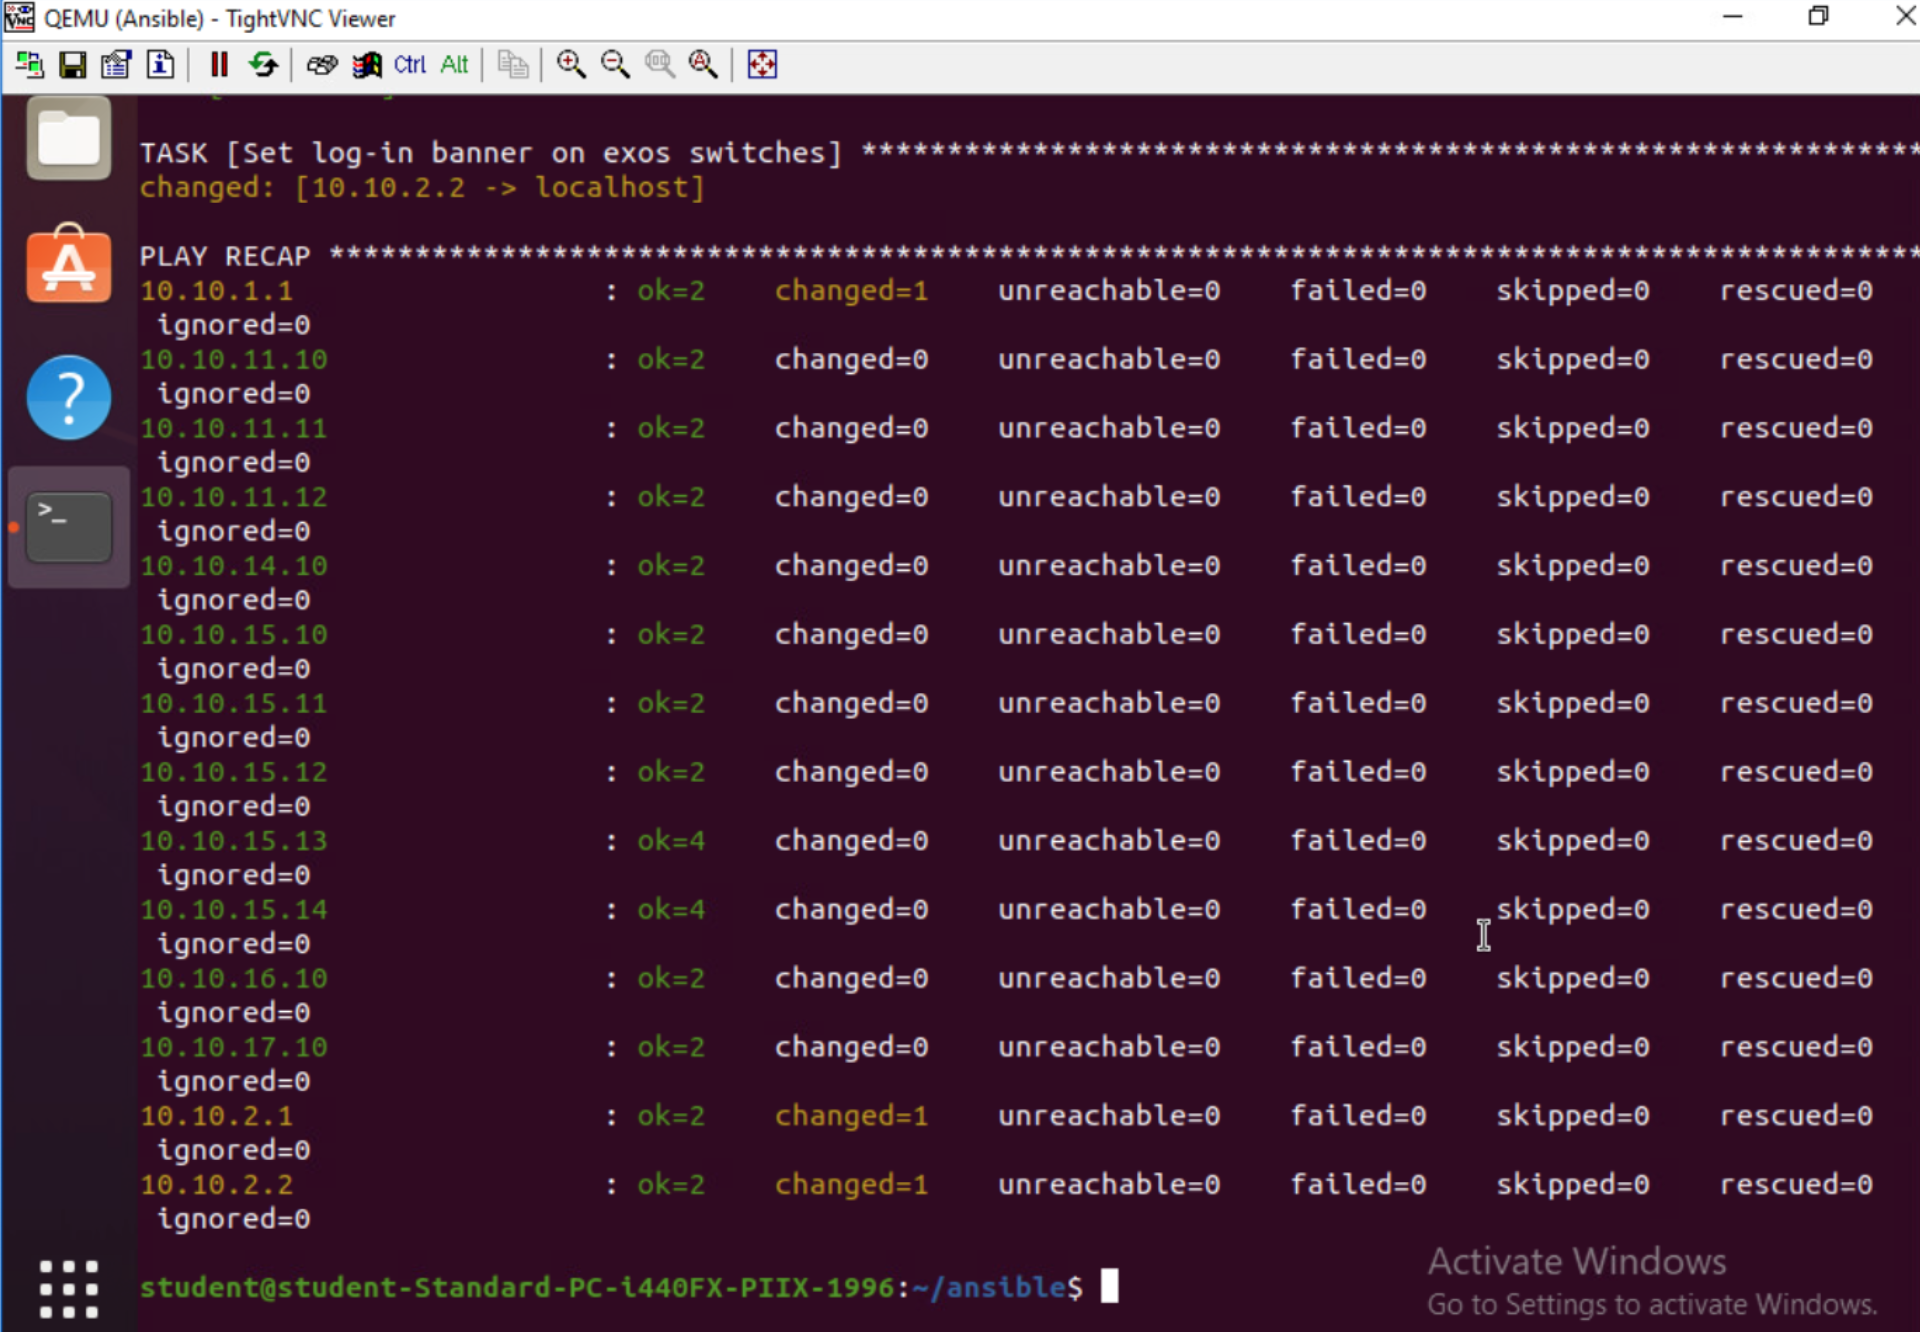 QEMU (Ansible) - TightVNC Viewer
Ctrl Alt
TASK [Set log-in banner on exos switches] **************************************************************
changed: [10.10.2.2 -> localhost]
PLAY RECAP *********************************************************************************************
10.10.1.1 : ok=2 changed=1 unreachable=0 failed=0 skipped=0 rescued=0
ignored=0
10.10.11.10 : ok=2 changed=0 unreachable=0 failed=0 skipped=0 rescued=0
ignored=0
10.10.11.11 : ok=2 changed=0 unreachable=0 failed=0 skipped=0 rescued=0
ignored=0
10.10.11.12 : ok=2 changed=0 unreachable=0 failed=0 skipped=0 rescued=0
ignored=0
10.10.14.10 : ok=2 changed=0 unreachable=0 failed=0 skipped=0 rescued=0
ignored=0
10.10.15.10 : ok=2 changed=0 unreachable=0 failed=0 skipped=0 rescued=0
ignored=0
10.10.15.11 : ok=2 changed=0 unreachable=0 failed=0 skipped=0 rescued=0
ignored=0
10.10.15.12 : ok=2 changed=0 unreachable=0 failed=0 skipped=0 rescued=0
ignored=0
10.10.15.13 : ok=4 changed=0 unreachable=0 failed=0 skipped=0 rescued=0
ignored=0
10.10.15.14 : ok=4 changed=0 unreachable=0 failed=0 skipped=0 rescued=0
ignored=0
10.10.16.10 : ok=2 changed=0 unreachable=0 failed=0 skipped=0 rescued=0
ignored=0
10.10.17.10 : ok=2 changed=0 unreachable=0 failed=0 skipped=0 rescued=0
ignored=0
10.10.2.1 : ok=2 changed=1 unreachable=0 failed=0 skipped=0 rescued=0
ignored=0
10.10.2.2 : ok=2 changed=1 unreachable=0 failed=0 skipped=0 rescued=0
ignored=0
student@student-Standard-PC-i440FX-PIIX-1996:~/ansible$
Activate Windows
Go to Settings to activate Windows.